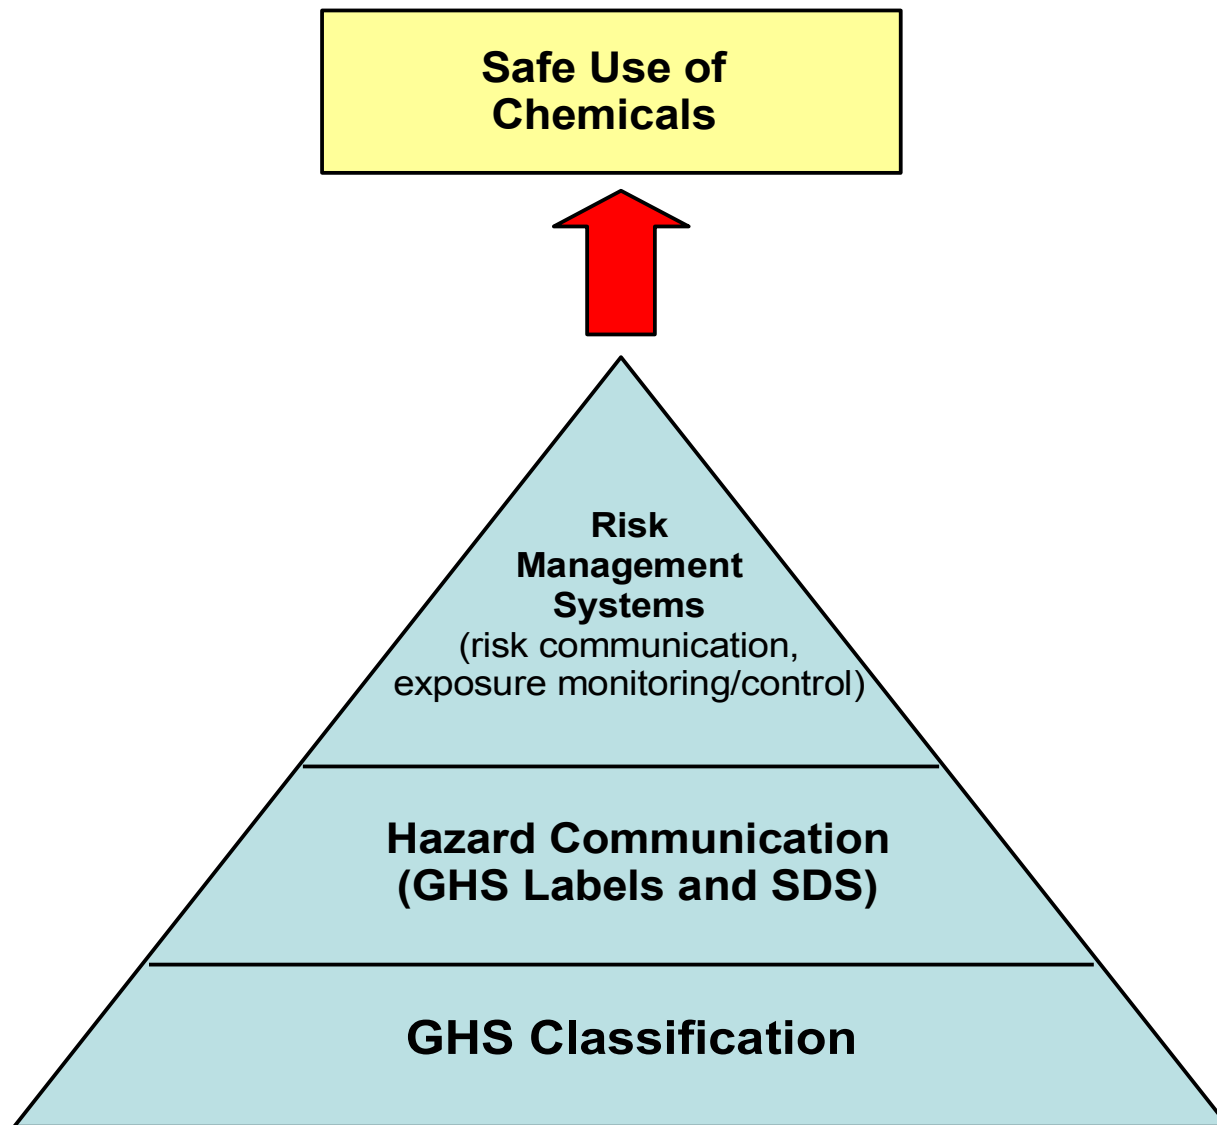 Safe Use of
Chemicals
Risk
Management
Systems
(risk communication,
exposure monitoring/control)
Hazard Communication
(GHS Labels and SDS)
GHS Classification